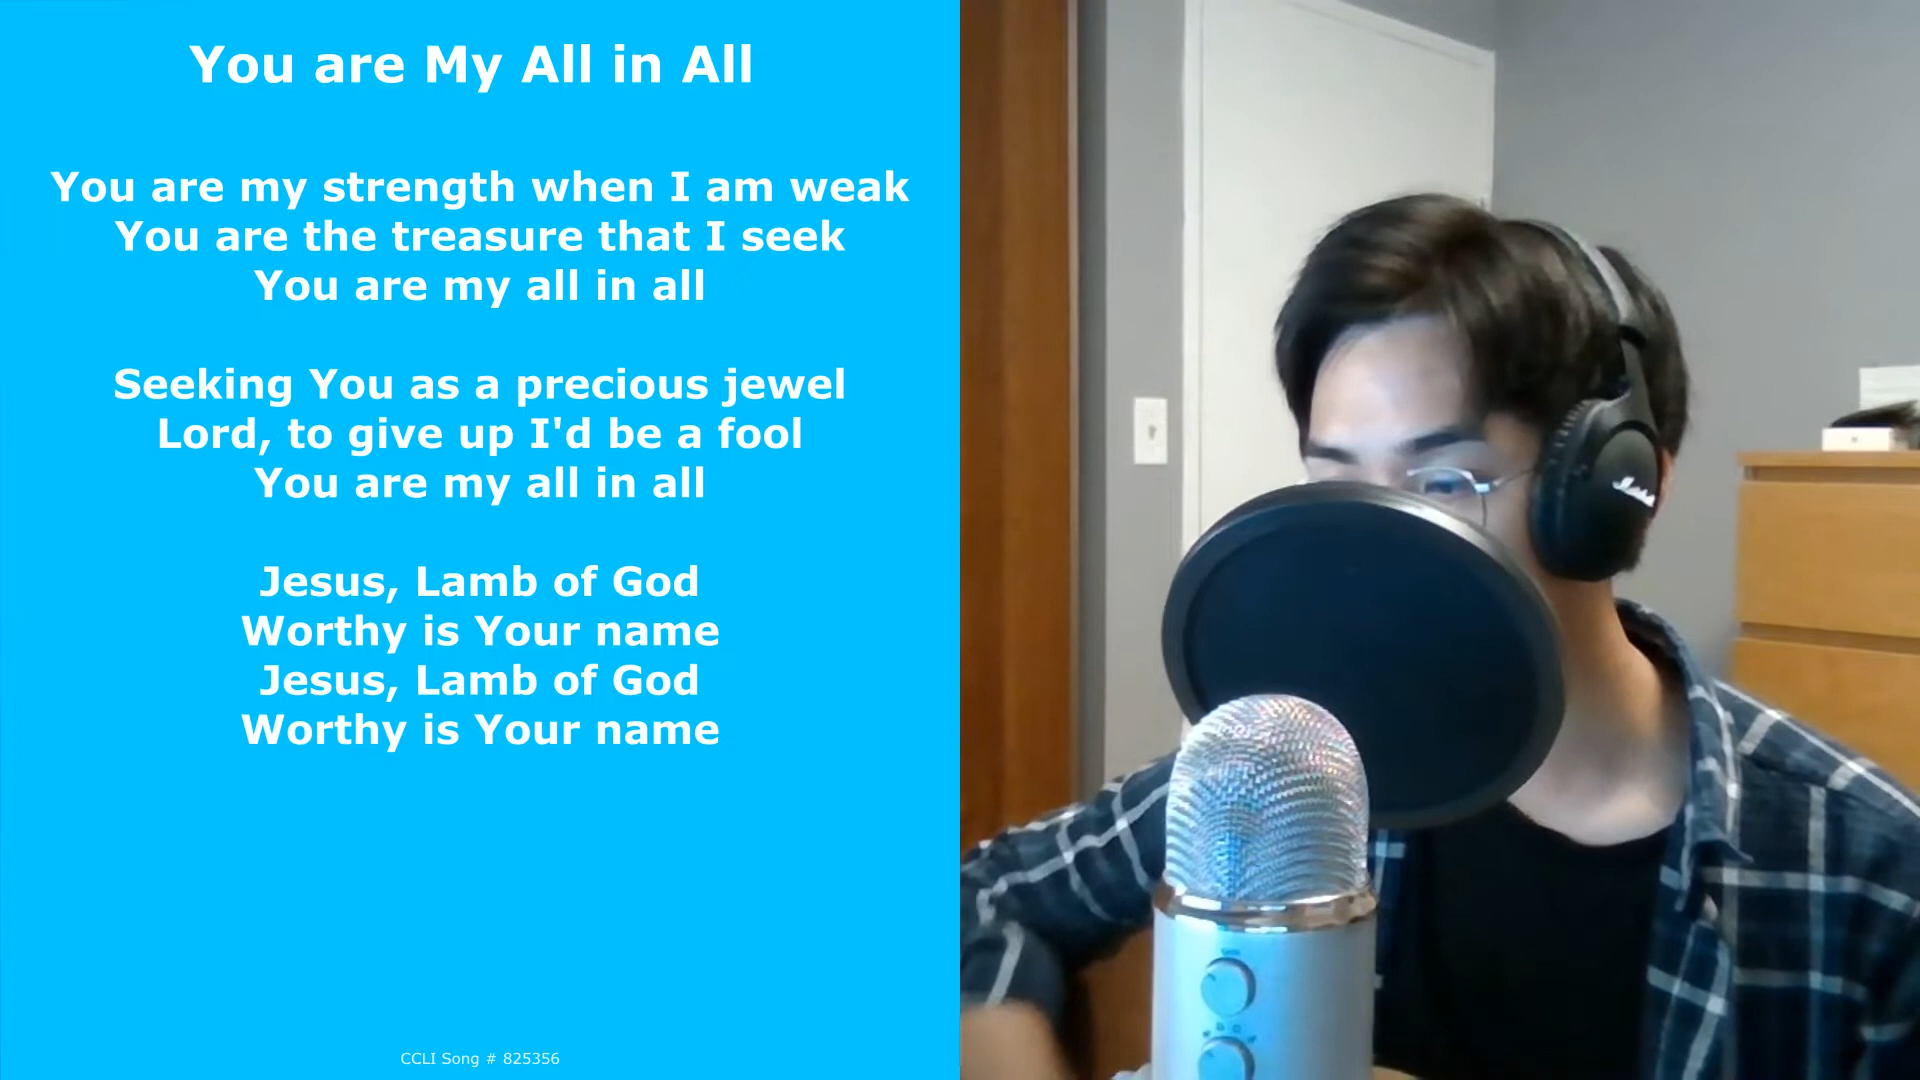 You are My All in All
You are my strength when I am weak
You are the treasure that I seek
You are my all in all
Seeking You as a precious jewel
Lord, to give up I'd be a fool
You are my all in all
Jesus, Lamb of God
Worthy is Your name
Jesus, Lamb of God
Worthy is Your name
CCLI Song # 825356
Marshall